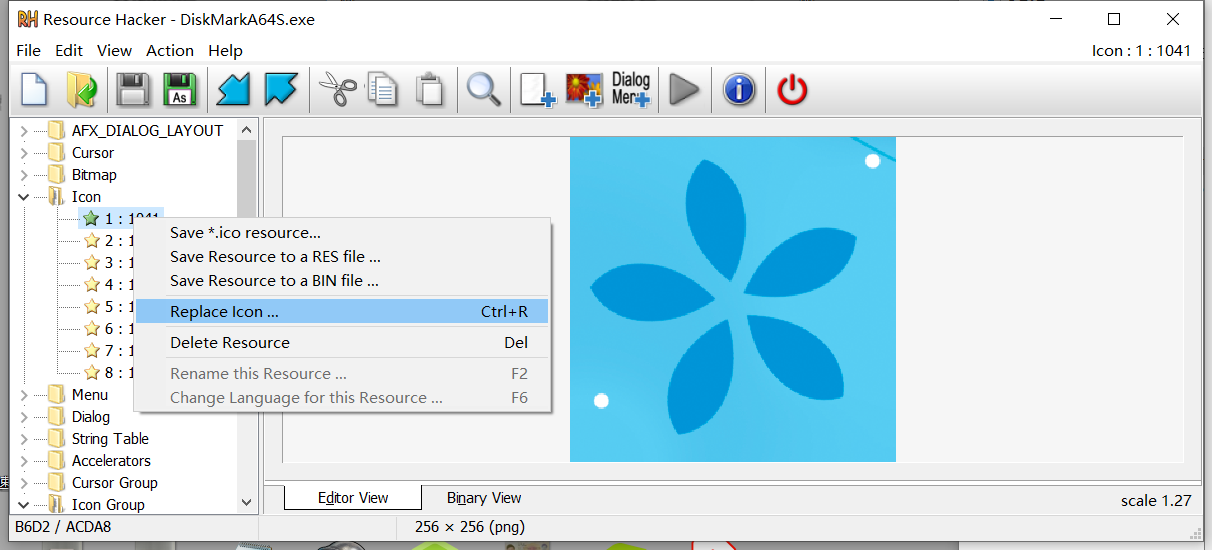 Resource Hacker - DiskMarkA64S.exe
File Edit View Action Help Icon : 1 : 1041
As Dialog Men
AFX_DIALOG_LAYOUT
Cursor
Bitmap
Icon
1 : 1041
2 : 1
3 : 1
4 : 1
5 : 1
6 : 1
7 : 1
8 : 1
Save *.ico resource...
Save Resource to a RES file ...
Save Resource to a BIN file ...
Replace Icon ... Ctrl+R
Delete Resource Del
Rename this Resource ... F2
Change Language for this Resource ... F6
Menu
Dialog
String Table
Accelerators
Cursor Group
Icon Group
Editor View Binary View scale 1.27
B6D2 / ACDA8 256 × 256 (png)